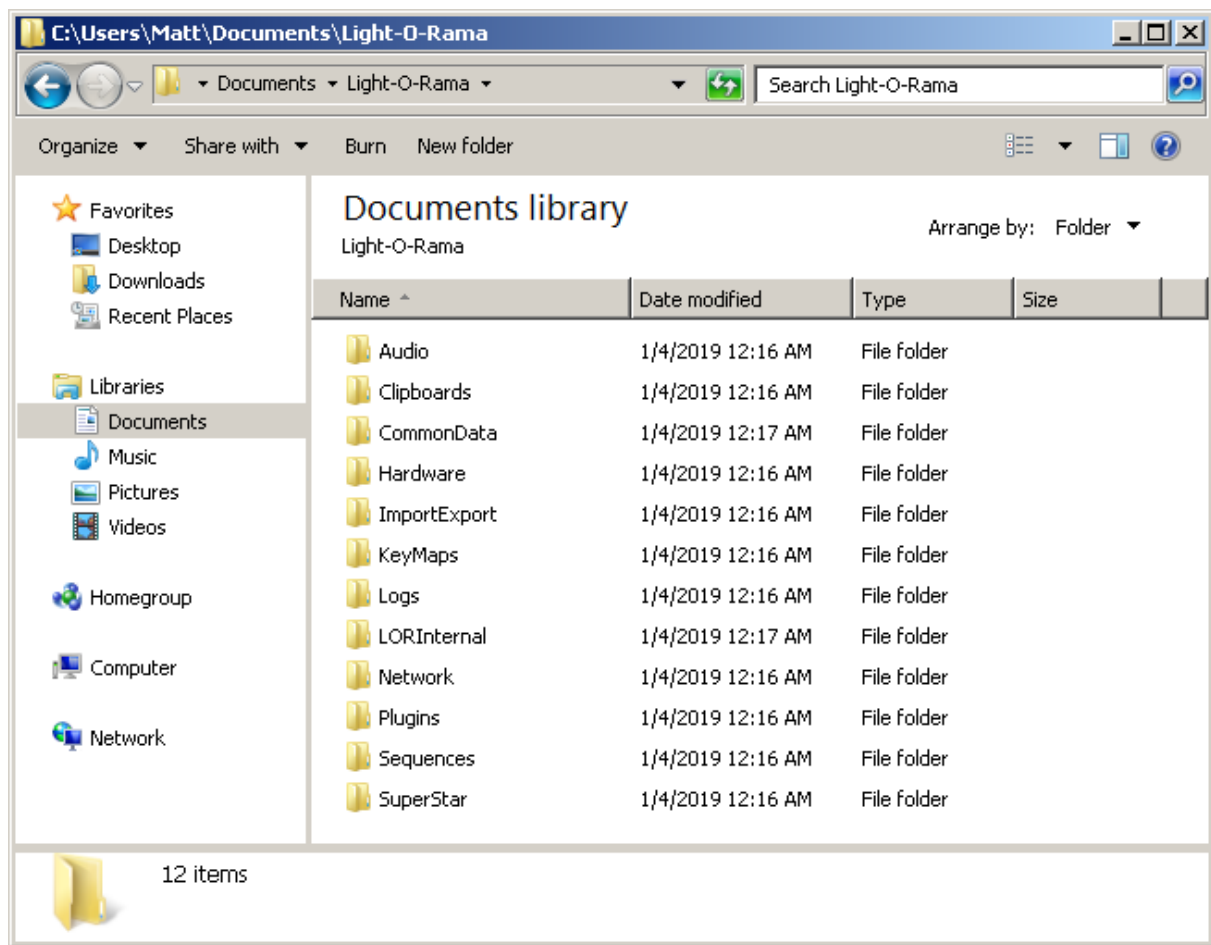 C:\Users\Matt\Documents\Light-O-Rama
Documents Light-O-Rama Search Light-O-Rama
Organize Share with Burn New folder
Favorites
Desktop
Downloads
Recent Places
Libraries
Documents
Music
Pictures
Videos
Homegroup
Computer
Network
Documents library
Light-O-Rama
Arrange by: Folder
Name Date modified Type Size
Audio 1/4/2019 12:16 AM File folder
Clipboards 1/4/2019 12:16 AM File folder
CommonData 1/4/2019 12:17 AM File folder
Hardware 1/4/2019 12:16 AM File folder
ImportExport 1/4/2019 12:16 AM File folder
KeyMaps 1/4/2019 12:16 AM File folder
Logs 1/4/2019 12:16 AM File folder
LORInternal 1/4/2019 12:17 AM File folder
Network 1/4/2019 12:16 AM File folder
Plugins 1/4/2019 12:16 AM File folder
Sequences 1/4/2019 12:16 AM File folder
SuperStar 1/4/2019 12:16 AM File folder
12 items